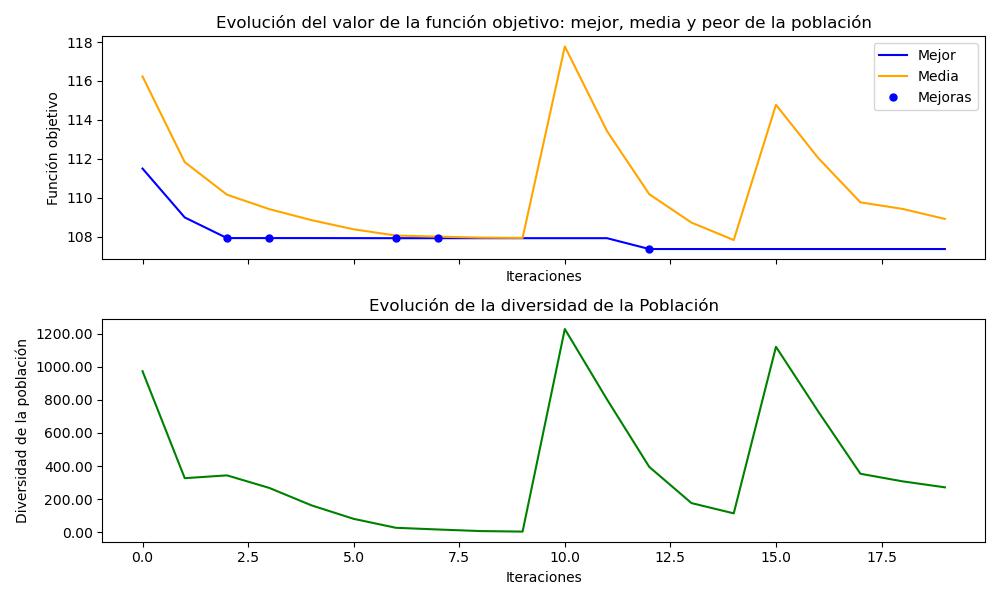 Evolución del valor de la función objetivo: mejor, media y peor de la población
118
116
114
112
110
108
Función objetivo
Mejor
Media
Mejoras
Iteraciones
Evolución de la diversidad de la Población
1200.00
1000.00
800.00
600.00
400.00
200.00
0.00
Diversidad de la población
0.0 2.5 5.0 7.5 10.0 12.5 15.0 17.5
Iteraciones